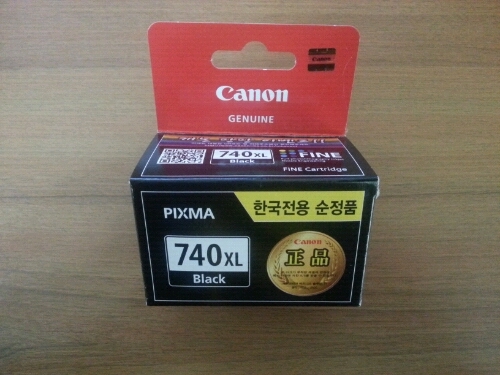 Canon
GENUINE
740XL
Black
FINE
FINE Cartridge
PIXMA
한국전용 순정품
740XL
Black
Canon
正品